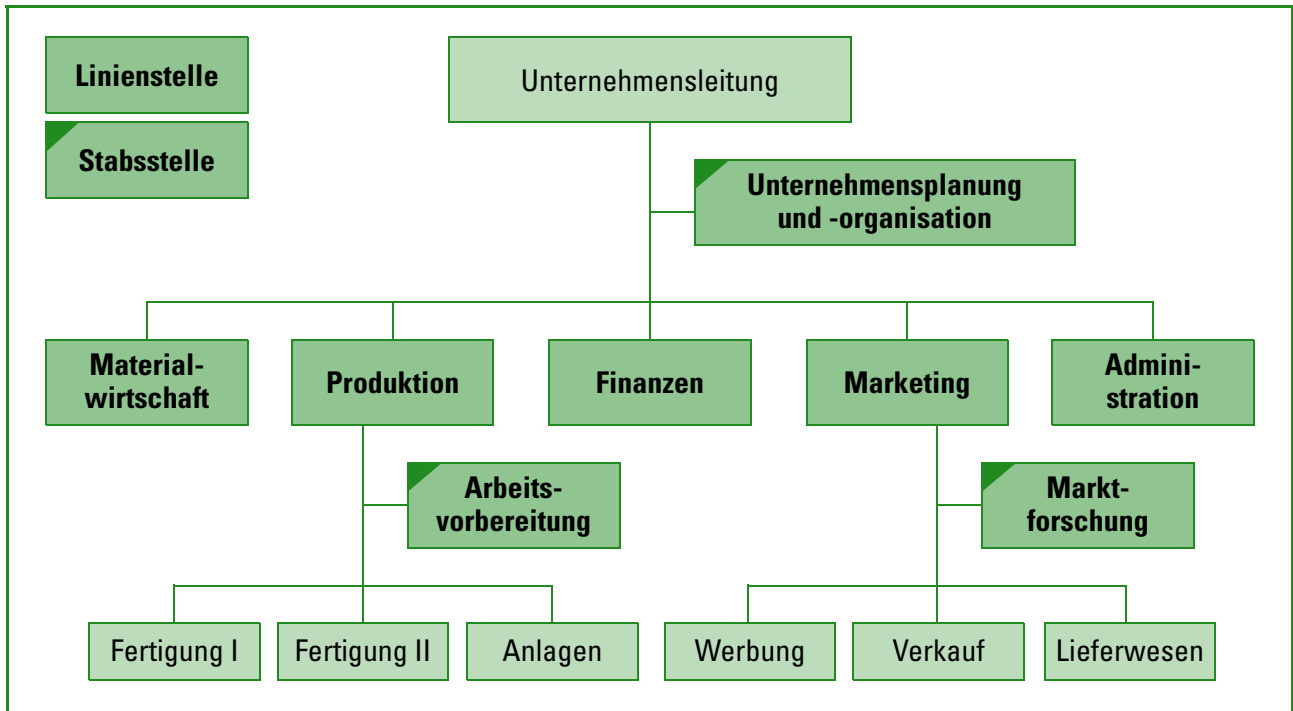 Linienstelle
Stabsstelle
Unternehmensleitung
Unternehmensplanung
und -organisation
Material-
wirtschaft
Produktion
Finanzen
Marketing
Admini-
stration
Arbeits-
vorbereitung
Markt-
forschung
Fertigung I
Fertigung II
Anlagen
Werbung
Verkauf
Lieferwesen